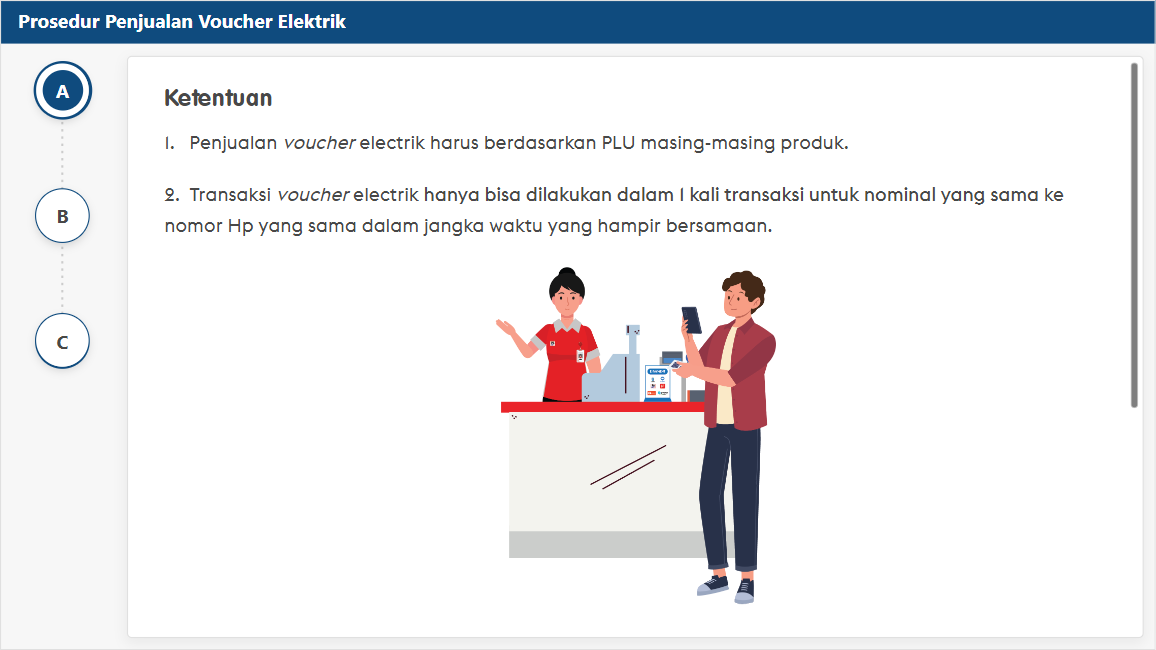 Prosedur Penjualan Voucher Elektrik
A
Ketentuan
1. Penjualan voucher electrik harus berdasarkan PLU masing-masing produk.
2. Transaksi voucher electrik hanya bisa dilakukan dalam 1 kali transaksi untuk nominal yang sama ke
nomor Hp yang sama dalam jangka waktu yang hampir bersamaan.
B
C